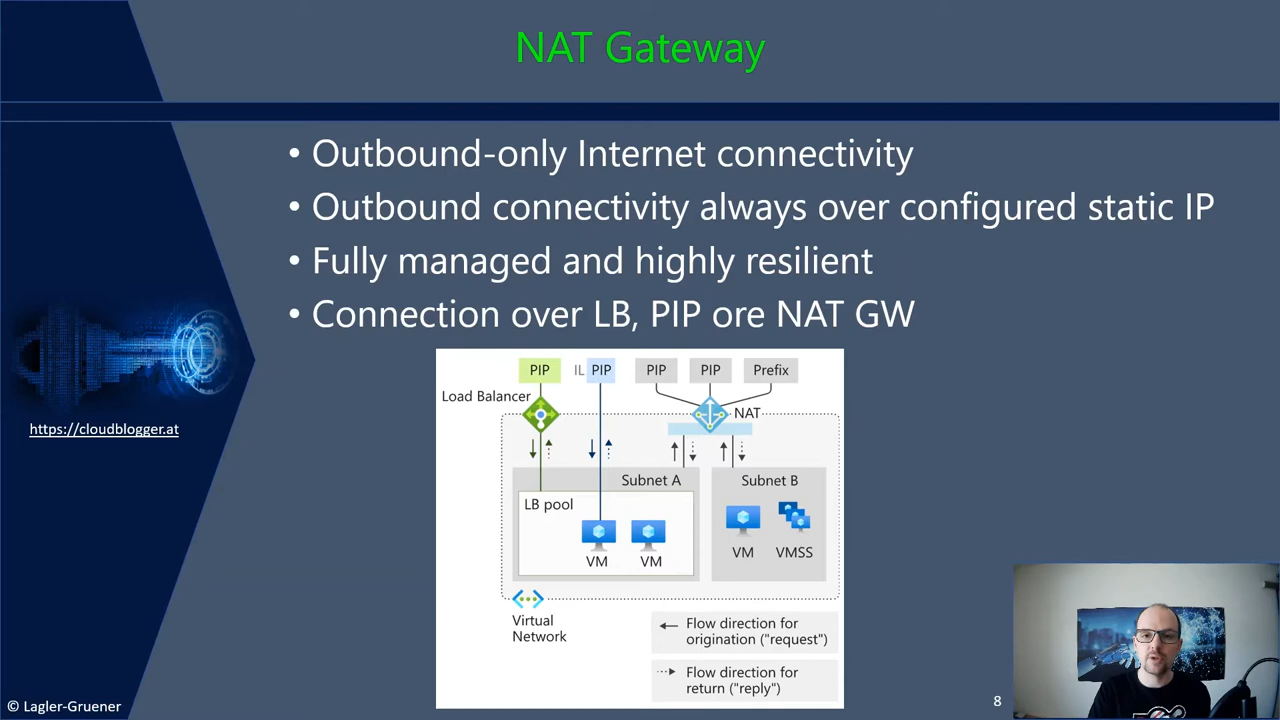 NAT Gateway
• Outbound-only Internet connectivity
• Outbound connectivity always over configured static IP
• Fully managed and highly resilient
• Connection over LB, PIP ore NAT GW
https://cloudblogger.at
PIP
IL PIP
PIP
PIP
Prefix
Load Balancer
NAT
Subnet A
Subnet B
LB pool
VM
VM
VM
VMSS
Virtual
Network
Flow direction for
origination ("request")
Flow direction for
return ("reply")
© Lagler-Gruener
8